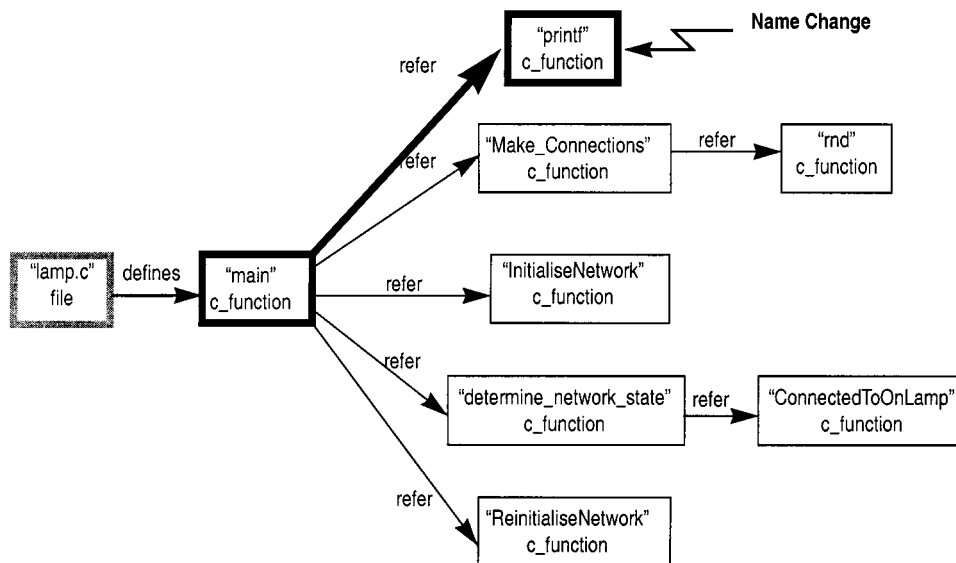 Name Change
“printf”
c_function
refer
“Make_Connections”
c_function
refer
refer
“rnd”
c_function
“lamp.c”
file
defines
“main”
c_function
refer
“InitialiseNetwork”
c_function
refer
“determine_network_state”
c_function
refer
“ConnectedToOnLamp”
c_function
refer
“ReinitialiseNetwork”
c_function